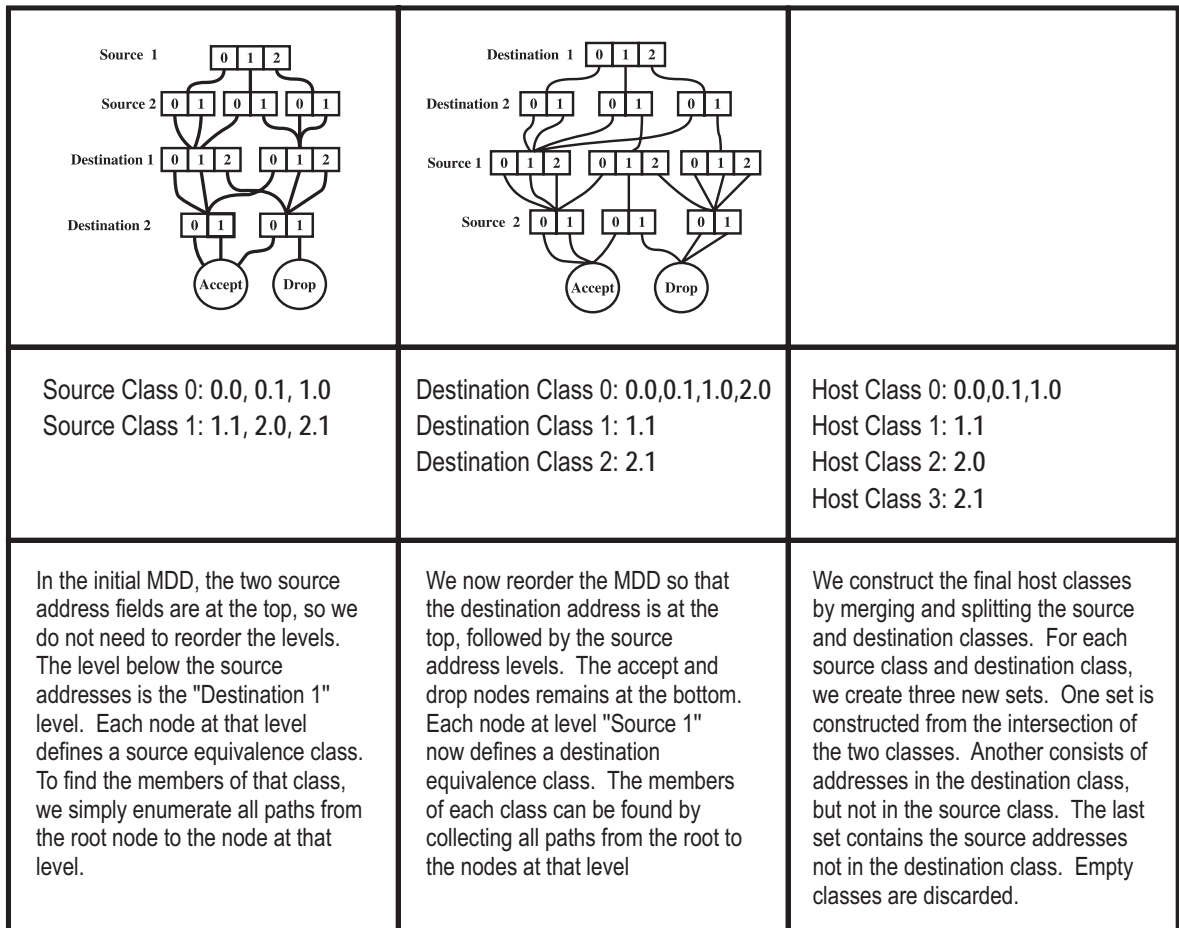 Source 1 0 1 2
Source 2 0 1 0 1 0 1
Destination 1 0 1 2 0 1 2
Destination 2 0 1 0 1
Accept Drop
Destination 1 0 1 2
Destination 2 0 1 0 1 0 1
Source 1 0 1 2 0 1 2 0 1 2
Source 2 0 1 0 1 0 1
Accept Drop
Source Class 0: 0.0, 0.1, 1.0
Source Class 1: 1.1, 2.0, 2.1
Destination Class 0: 0.0,0.1,1.0,2.0
Destination Class 1: 1.1
Destination Class 2: 2.1
Host Class 0: 0.0,0.1,1.0
Host Class 1: 1.1
Host Class 2: 2.0
Host Class 3: 2.1
In the initial MDD, the two source
address fields are at the top, so we
do not need to reorder the levels.
The level below the source
addresses is the "Destination 1"
level. Each node at that level
defines a source equivalence class.
To find the members of that class,
we simply enumerate all paths from
the root node to the node at that
level.
We now reorder the MDD so that
the destination address is at the
top, followed by the source
address levels. The accept and
drop nodes remains at the bottom.
Each node at level "Source 1"
now defines a destination
equivalence class. The members
of each class can be found by
collecting all paths from the root to
the nodes at that level
We construct the final host classes
by merging and splitting the source
and destination classes. For each
source class and destination class,
we create three new sets. One set is
constructed from the intersection of
the two classes. Another consists of
addresses in the destination class,
but not in the source class. The last
set contains the source addresses
not in the destination class. Empty
classes are discarded.